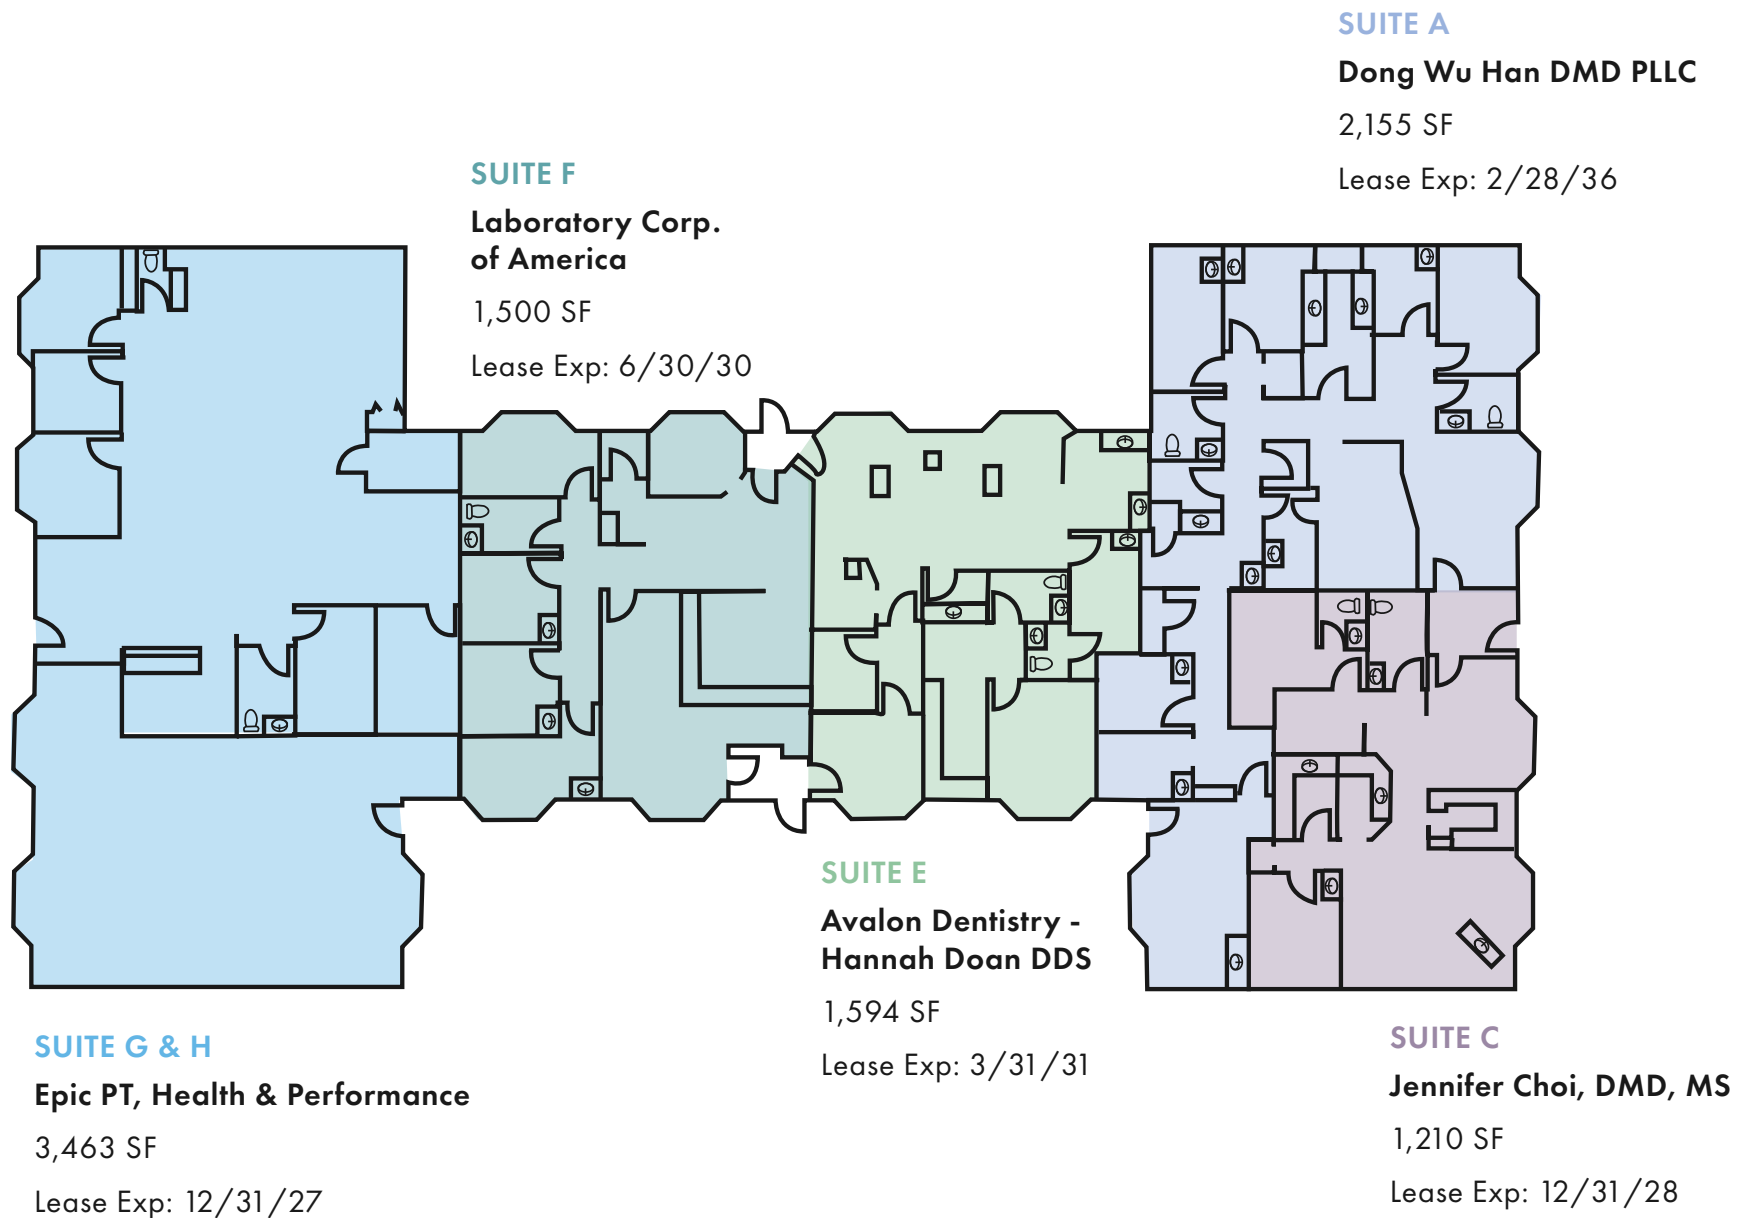 SUITE A
Dong Wu Han DMD PLLC
2,155 SF
Lease Exp: 2/28/36
SUITE F
Laboratory Corp.
of America
1,500 SF
Lease Exp: 6/30/30
SUITE E
Avalon Dentistry -
Hannah Doan DDS
1,594 SF
Lease Exp: 3/31/31
SUITE G & H
Epic PT, Health & Performance
3,463 SF
Lease Exp: 12/31/27
SUITE C
Jennifer Choi, DMD, MS
1,210 SF
Lease Exp: 12/31/28